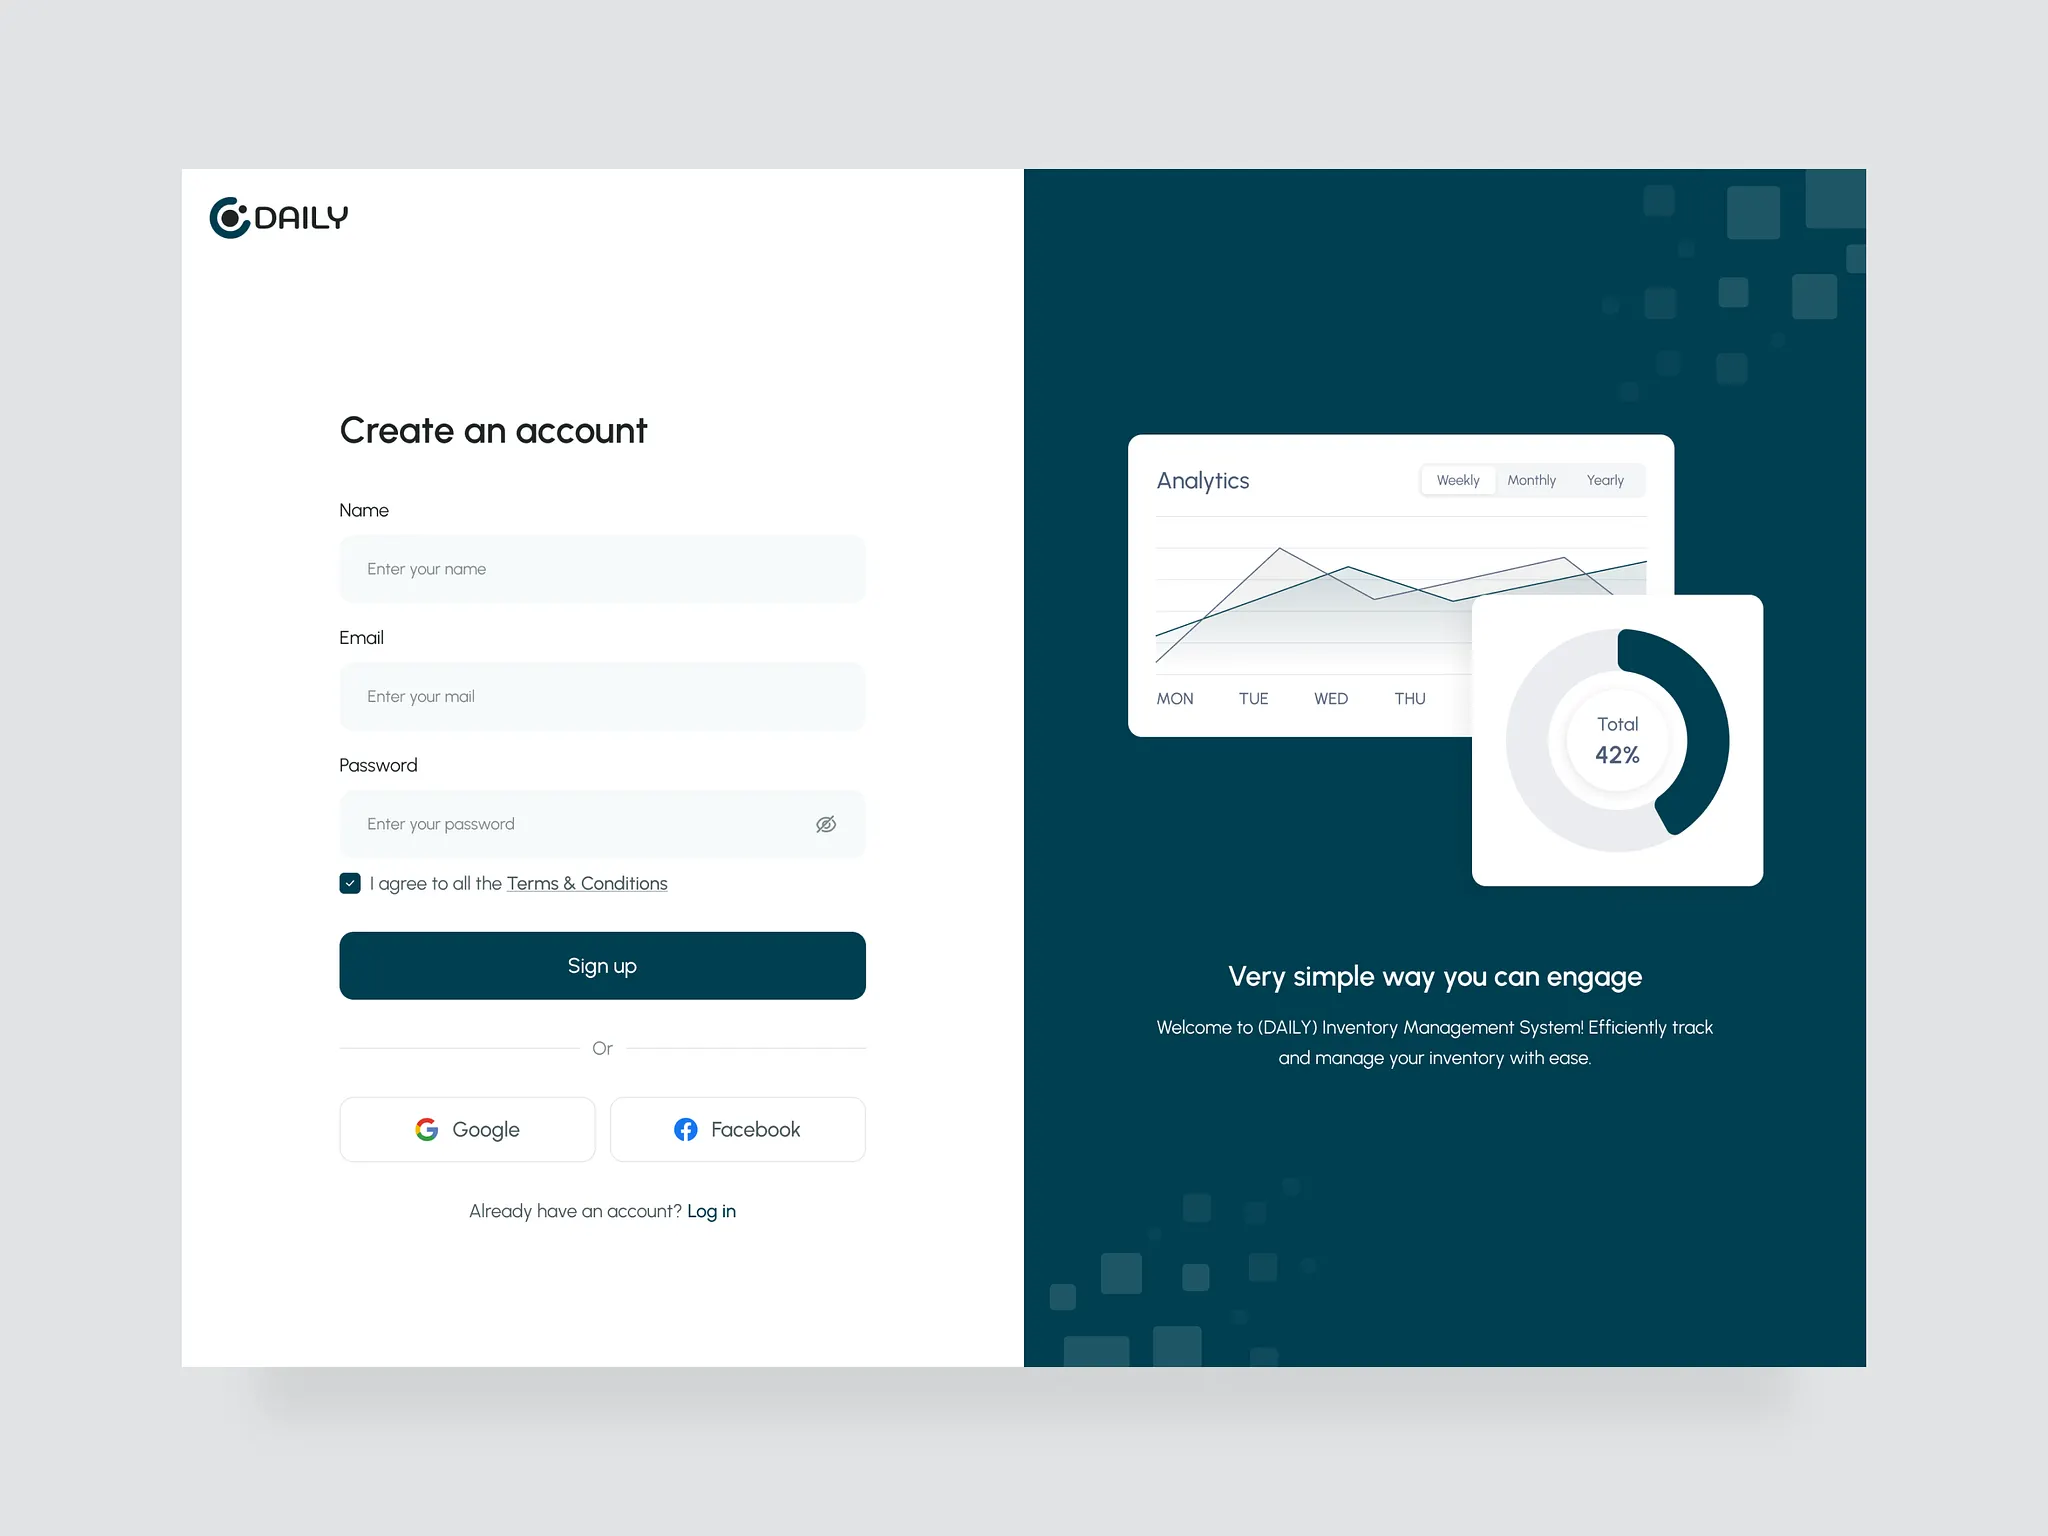 DAILY
Create an account
Name
Enter your name
Email
Enter your mail
Password
Enter your password
I agree to all the Terms & Conditions
Sign up
Or
Google
Facebook
Already have an account? Log in
Analytics
Weekly
Monthly
Yearly
MON
TUE
WED
THU
Total
42%
Very simple way you can engage
Welcome to (DAILY) Inventory Management System! Efficiently track
and manage your inventory with ease.